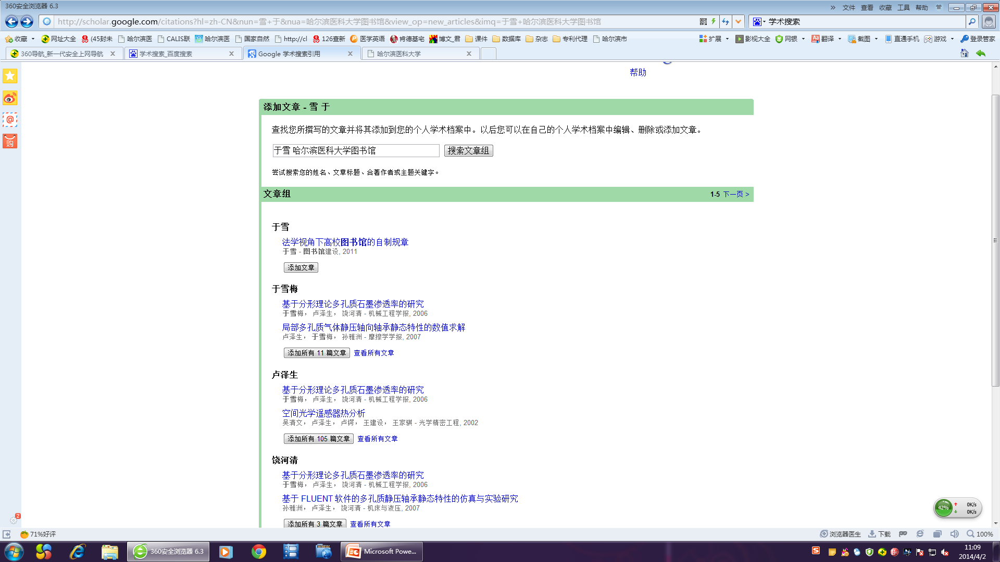 360安全浏览器 6.3
» 文件 查看 收藏 工具 帮助
http://scholar.google.com/citations?hl=zh-CN&nun=雪+于&nua=哈尔滨医科大学图书馆&view_op=new_articles&imq=于雪+哈尔滨医科大学图书馆
学术搜索
收藏 网址大全 (45封未 哈尔滨医 CALIS联 哈尔滨医 国家自然 http://cl 126查新 医学英语 肯德基宅 博文_君 课件 数据库 杂志 专利代理 哈尔滨市 扩展 影视大全 网银 翻译 截图 直通手机 游戏 登录管家
360导航_新一代安全上网导航 学术搜索_百度搜索 Google 学术搜索引用 哈尔滨医科大学
帮助
添加文章 - 雪 于
查找您所撰写的文章并将其添加到您的个人学术档案中。以后您可以在自己的个人学术档案中编辑、删除或添加文章。
于雪 哈尔滨医科大学图书馆 搜索文章组
尝试搜索您的姓名、文章标题、合著作者或主题关键字。
文章组 1-5 下一页 >
于雪
法学视角下高校图书馆的自制规章
于雪 - 图书馆建设, 2011
添加文章
于雪梅
基于分形理论多孔质石墨渗透率的研究
于雪梅， 卢泽生， 饶河清 - 机械工程学报, 2006
局部多孔质气体静压轴向轴承静态特性的数值求解
卢泽生， 于雪梅， 孙雅洲 - 摩擦学学报, 2007
添加所有 11 篇文章 查看所有文章
卢泽生
基于分形理论多孔质石墨渗透率的研究
于雪梅， 卢泽生， 饶河清 - 机械工程学报, 2006
空间光学遥感器热分析
吴清文， 卢泽生， 卢锷， 王建设， 王家骐 - 光学精密工程, 2002
添加所有 105 篇文章 查看所有文章
饶河清
基于分形理论多孔质石墨渗透率的研究
于雪梅， 卢泽生， 饶河清 - 机械工程学报, 2006
基于 FLUENT 软件的多孔质静压轴承静态特性的仿真与实验研究
孙雅洲， 卢泽生， 饶河清 - 机床与液压, 2007
添加所有 3 篇文章 查看所有文章
42% 0K/s
0K/s
2
71%好评 浏览器医生 下载 100%
360安全浏览器 6.3 Microsoft Powe... 11:09
2014/4/2